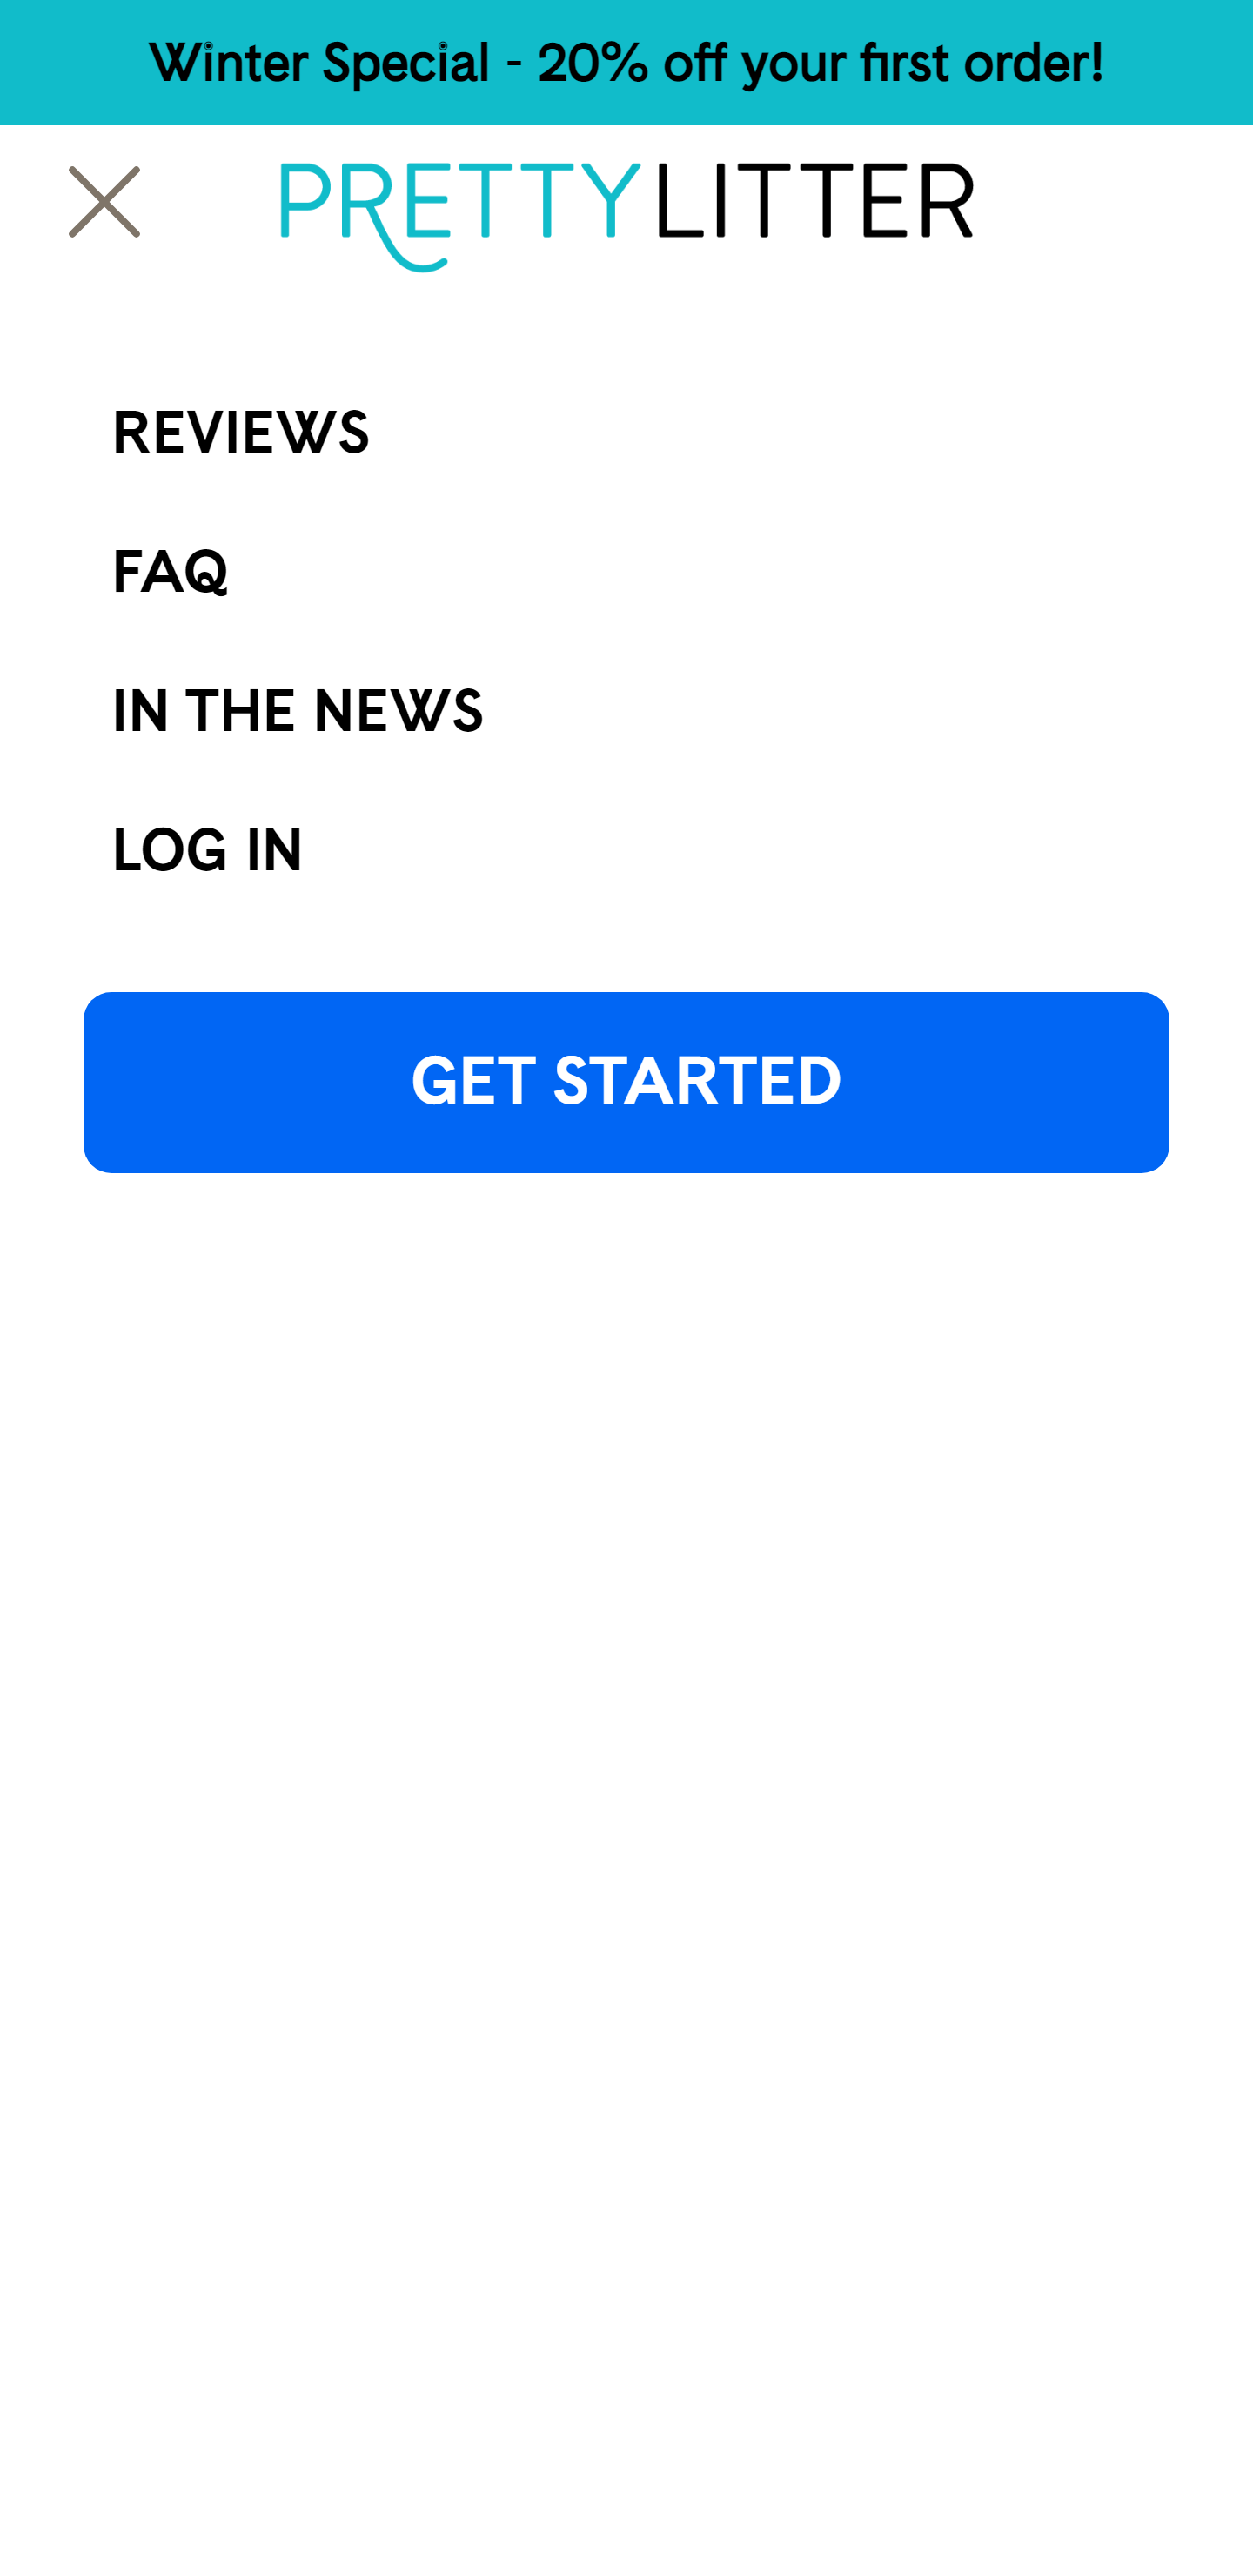 Winter Special - 20% off your first order!
PRETTYLITTER
REVIEWS
FAQ
IN THE NEWS
LOG IN
GET STARTED